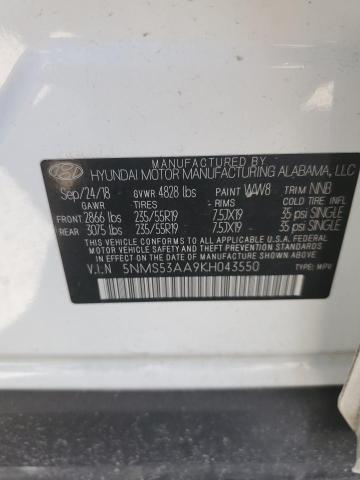 MANUFACTURED BY
HYUNDAI MOTOR MANUFACTURING ALABAMA, LLC
Sep/24/18 GVWR 4828 lbs PAINT WW8 TRIM NNB
GAWR TIRES RIMS COLD TIRE INFL.
FRONT 2866 lbs 235/55R19 7.5JX19 35 psi SINGLE
REAR 3075 lbs 235/55R19 7.5JX19 35 psi SINGLE
THIS VEHICLE CONFORMS TO ALL APPLICABLE U.S. FEDERAL
MOTOR VEHICLE SAFETY STANDARDS IN EFFECT ON THE DATE OF MANUFACTURE SHOWN ABOVE.
V.I.N 5NMS53AA9KH043550 TYPE: MPV